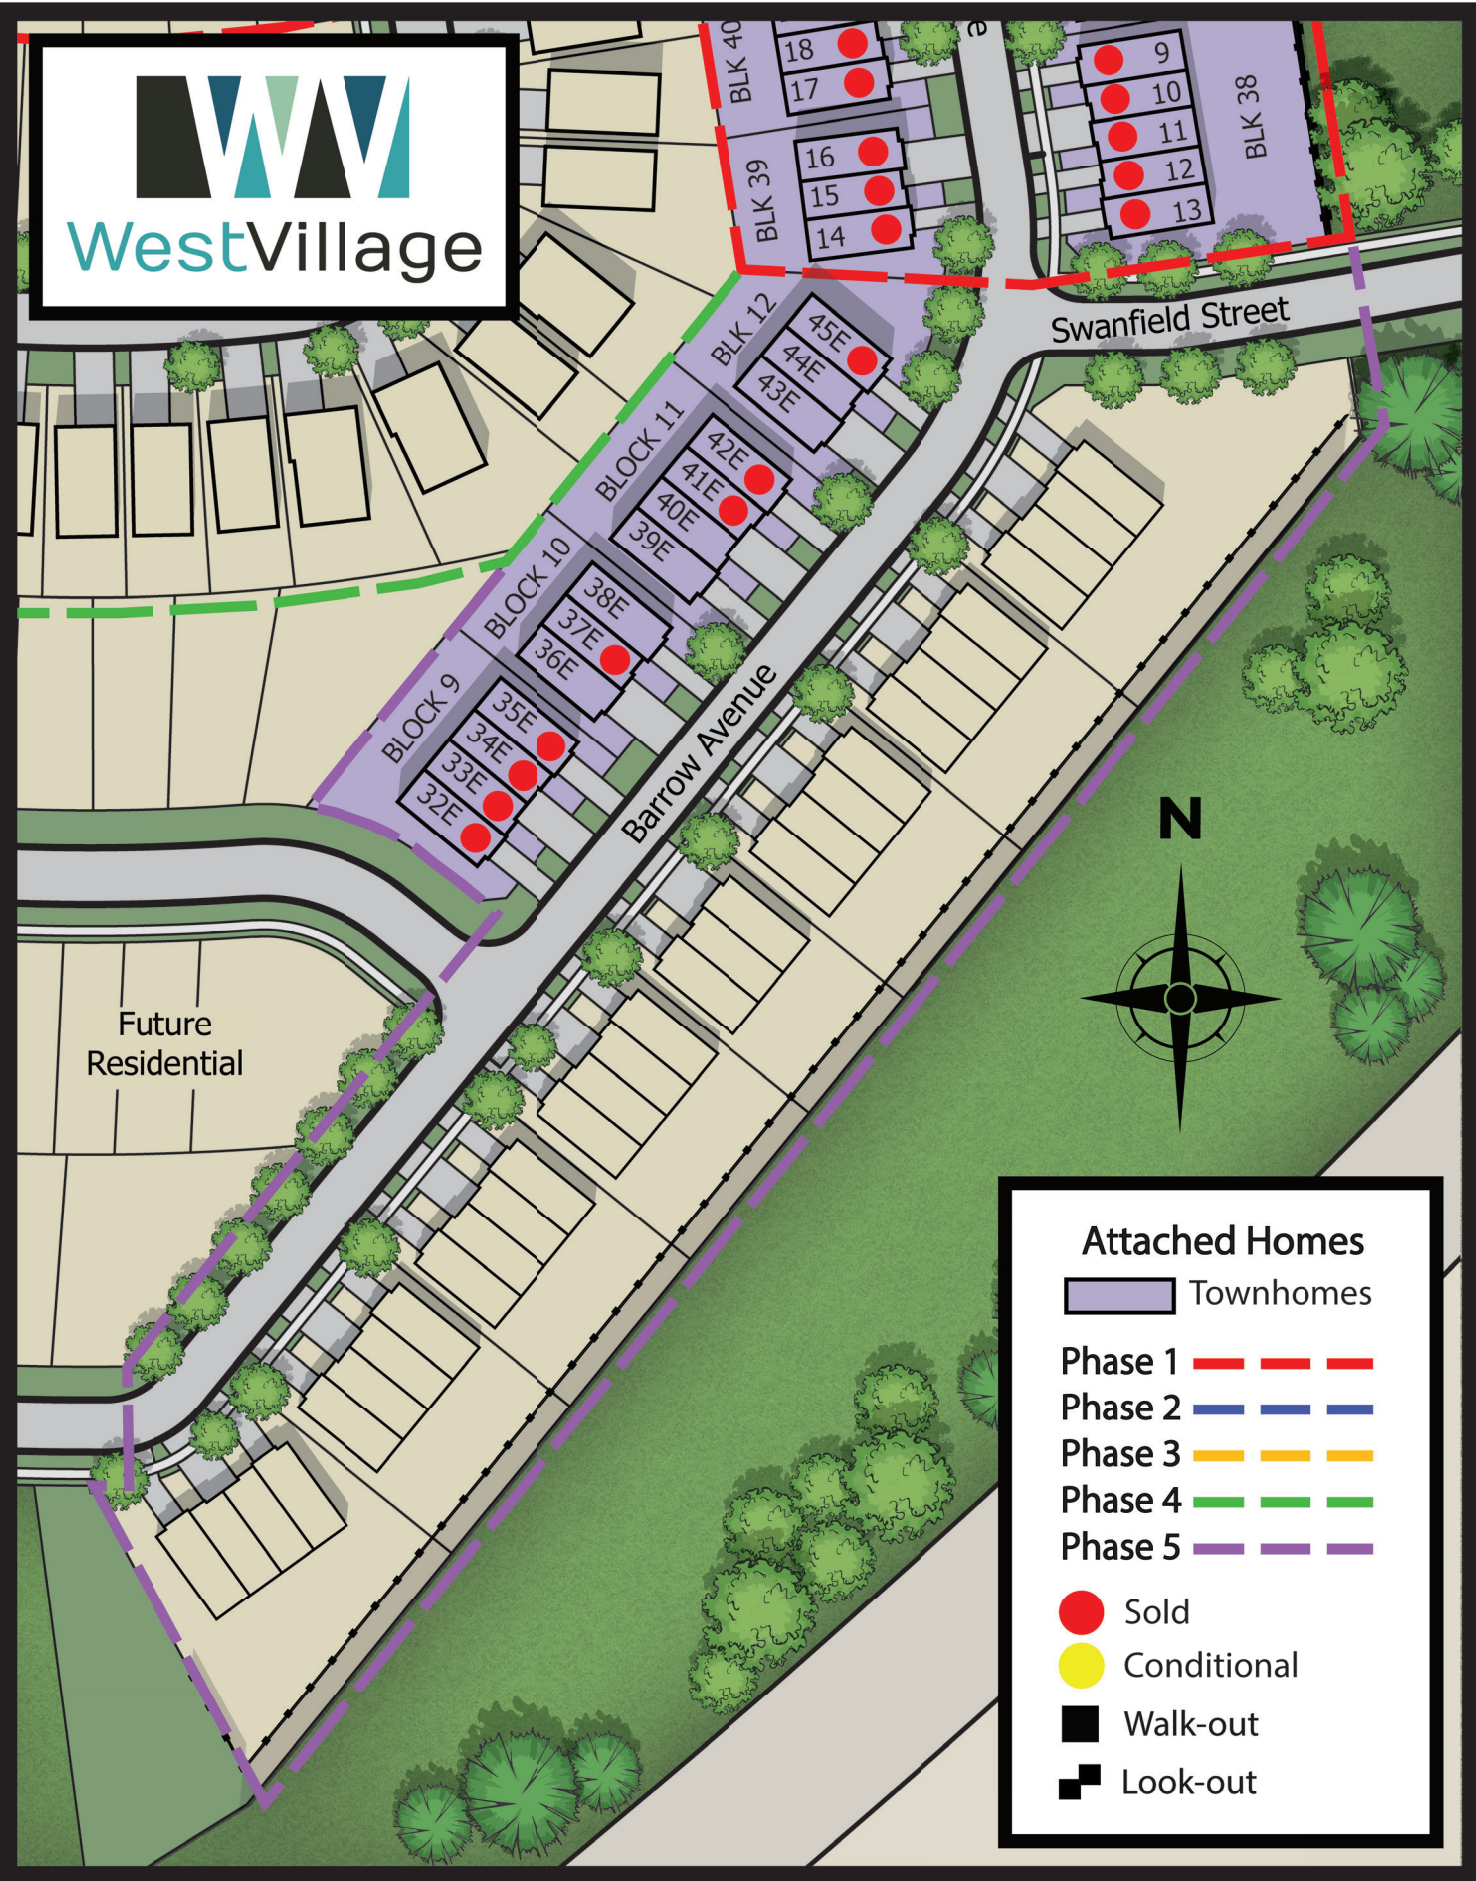 WestVillage
BLK 40
18
17
BLK 39
16
15
14
e
9
10
11
12
13
BLK 38
Swanfield Street
BLK 12
45E
44E
43E
BLOCK 11
42E
41E
40E
39E
BLOCK 10
38E
37E
36E
BLOCK 9
35E
34E
33E
32E
Barrow Avenue
N
Future
Residential
Attached Homes
Townhomes
Phase 1
Phase 2
Phase 3
Phase 4
Phase 5
Sold
Conditional
Walk-out
Look-out